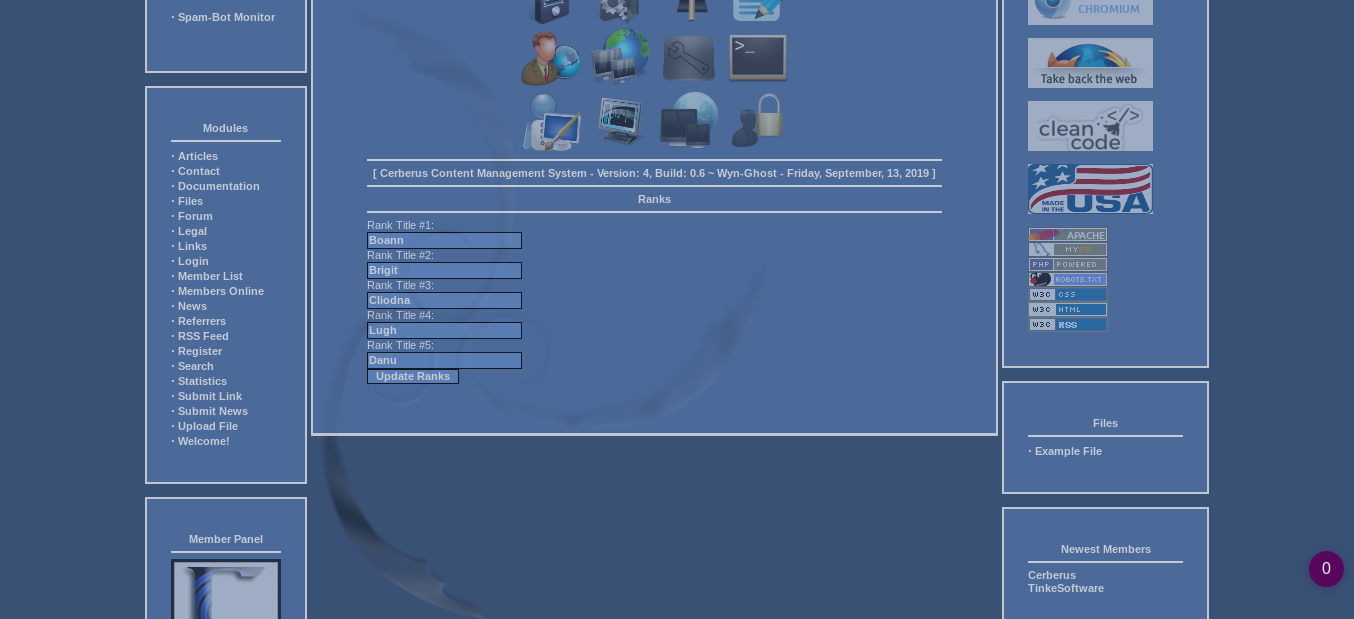 · Spam-Bot Monitor
Modules
· Articles
· Contact
· Documentation
· Files
· Forum
· Legal
· Links
· Login
· Member List
· Members Online
· News
· Referrers
· RSS Feed
· Register
· Search
· Statistics
· Submit Link
· Submit News
· Upload File
· Welcome!
Member Panel
>_
[ Cerberus Content Management System - Version: 4, Build: 0.6 ~ Wyn-Ghost - Friday, September, 13, 2019 ]
Ranks
Rank Title #1:
Boann
Rank Title #2:
Brigit
Rank Title #3:
Cliodna
Rank Title #4:
Lugh
Rank Title #5:
Danu
Update Ranks
CHROMIUM
Take back the web
clean </>
code
MADE IN THE USA
APACHE
MYSQL
PHP POWERED
ROBOTS.TXT
W3C CSS
W3C HTML
W3C RSS
Files
· Example File
Newest Members
Cerberus
TinkeSoftware
0